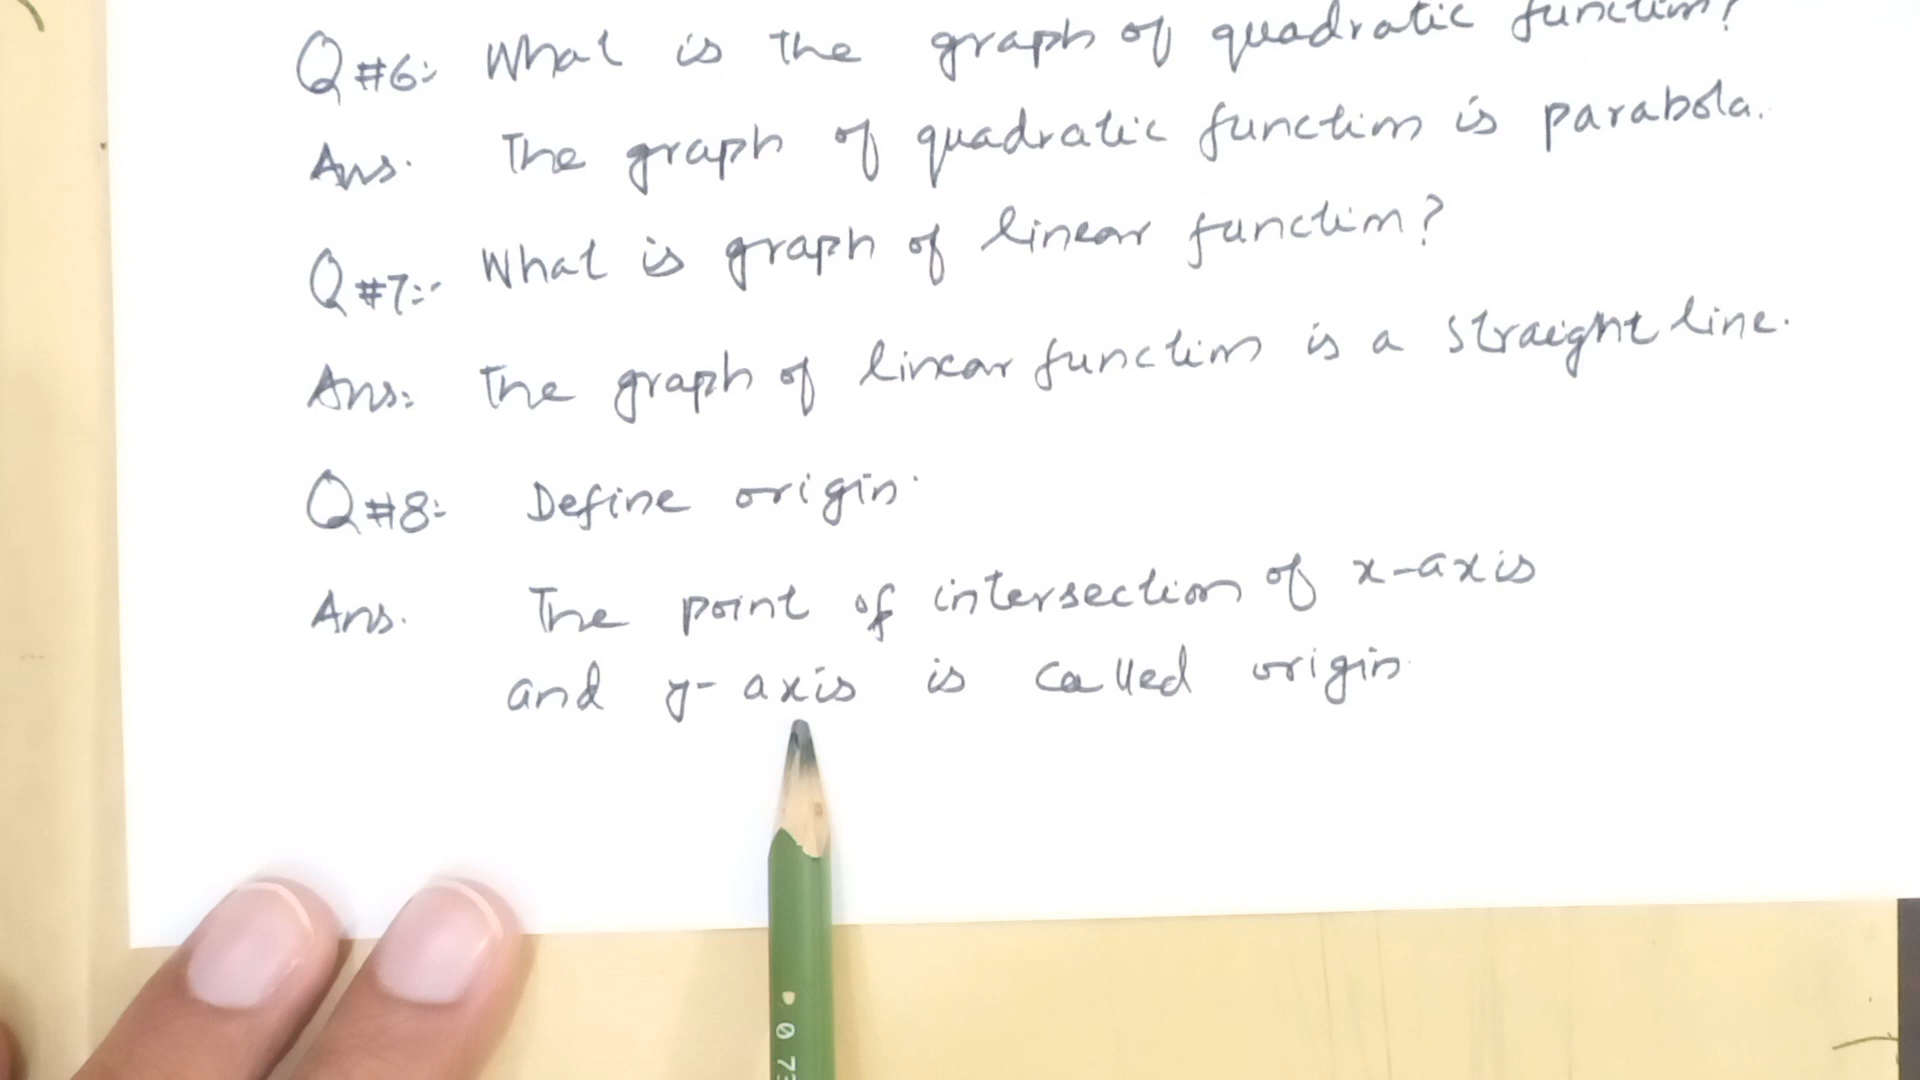 Q#6:- What is the graph of quadratic function?
Ans. The graph of quadratic function is parabola.
Q#7:- What is graph of linear function?
Ans: The graph of linear function is a straight line.
Q#8:- Define origin.
Ans. The point of intersection of x-axis
and y-axis is called origin.
0 73